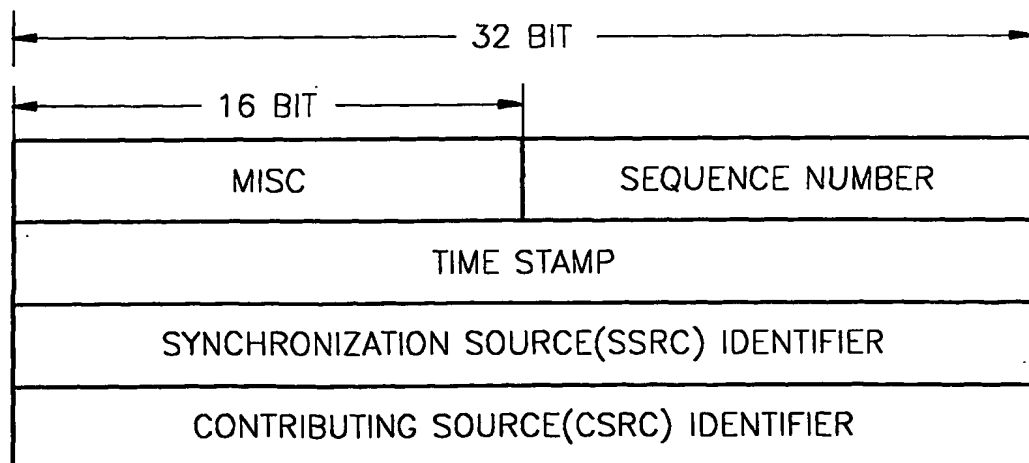 32 BIT
16 BIT
MISC
SEQUENCE NUMBER
TIME STAMP
SYNCHRONIZATION SOURCE(SSRC) IDENTIFIER
CONTRIBUTING SOURCE(CSRC) IDENTIFIER